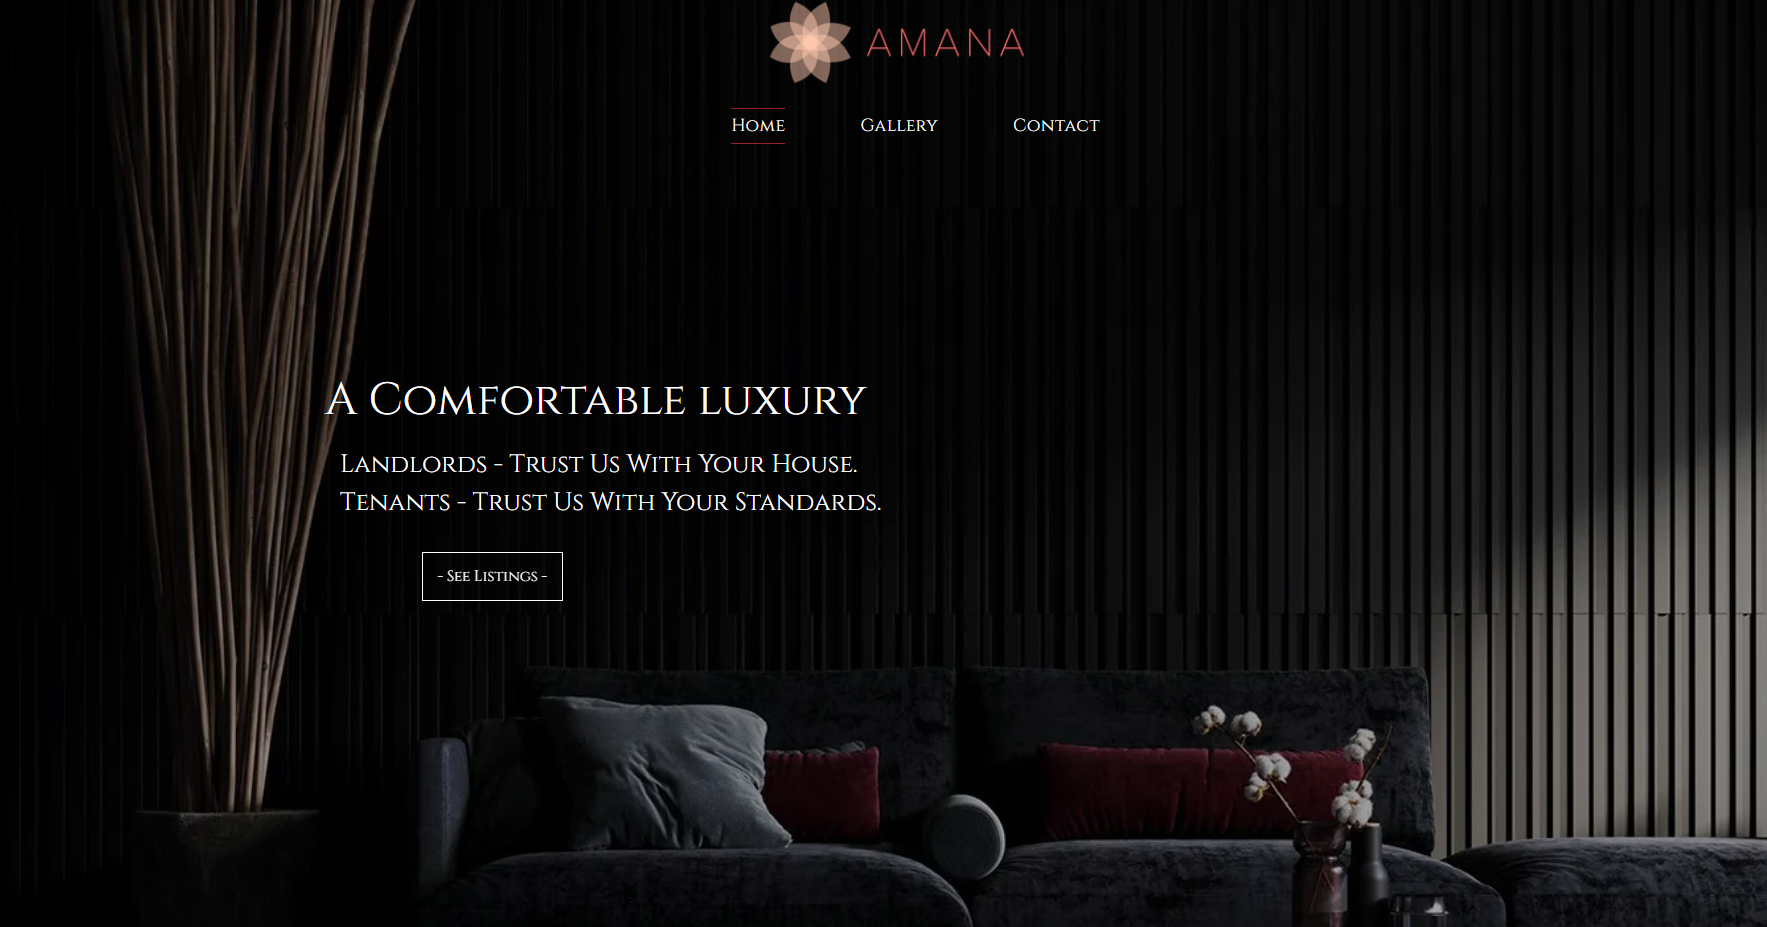 AMANA
Home
Gallery
Contact
A Comfortable luxury
Landlords - Trust Us With Your House.
Tenants - Trust Us With Your Standards.
- See Listings -